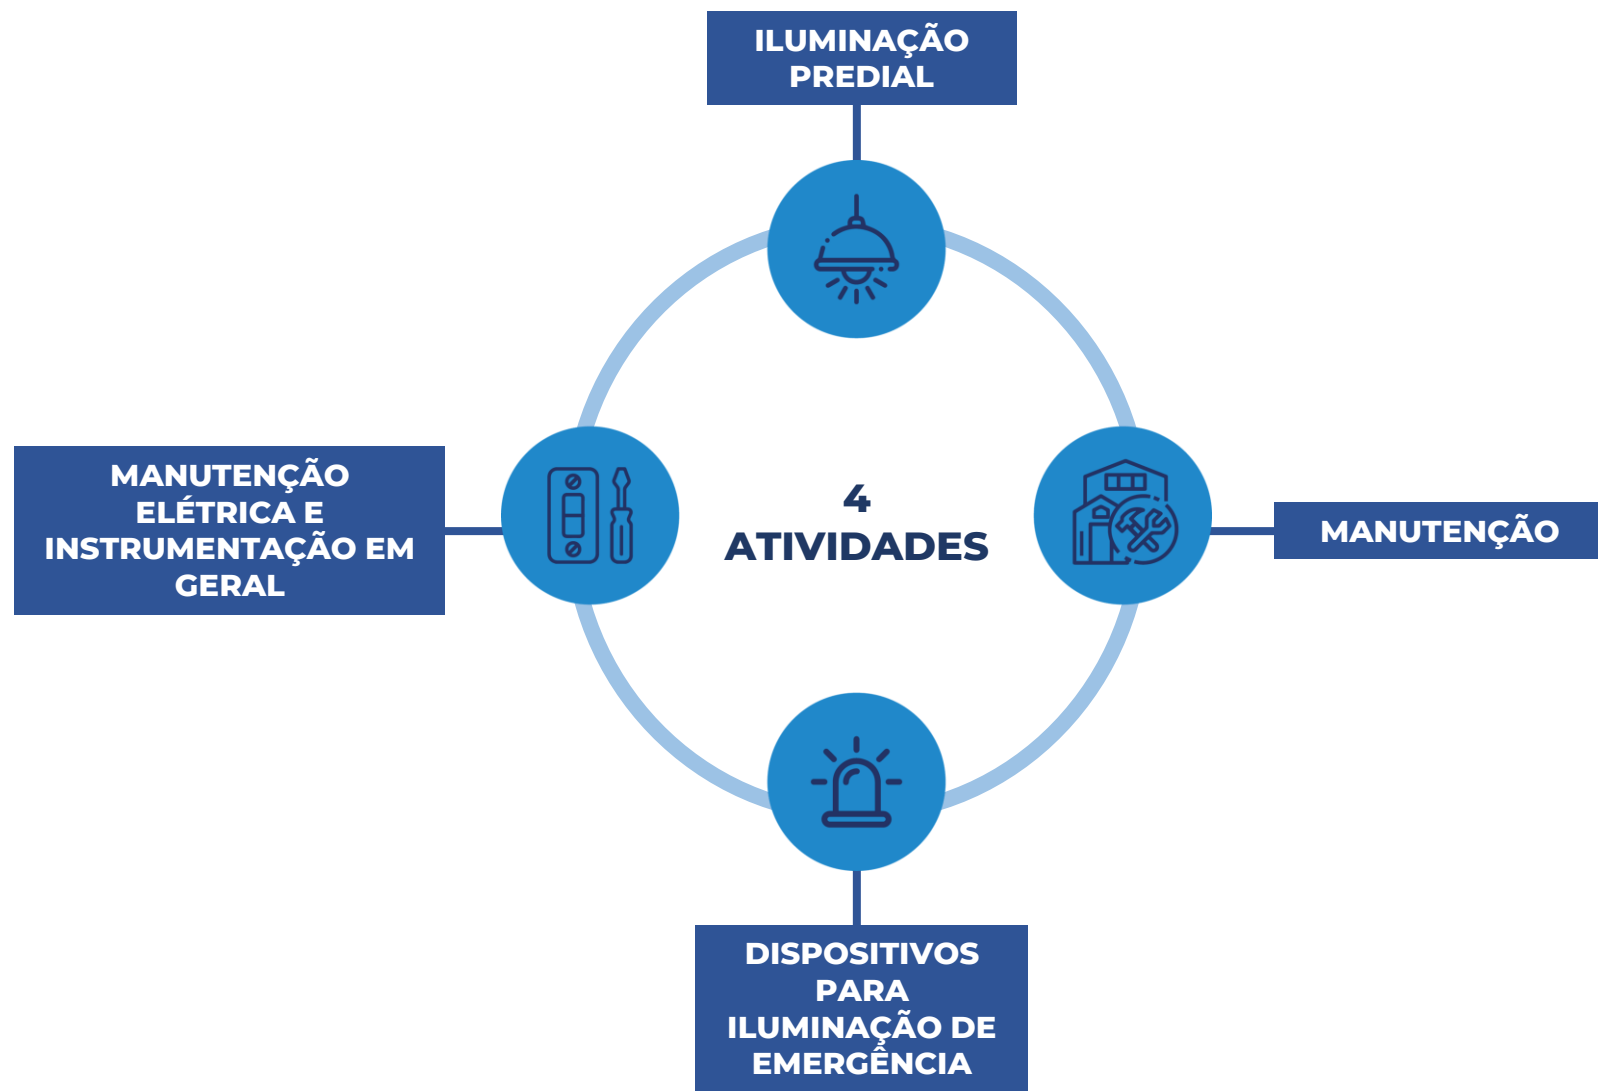 ILUMINAÇÃO
PREDIAL
MANUTENÇÃO
ELÉTRICA E
INSTRUMENTAÇÃO EM
GERAL
4
ATIVIDADES
MANUTENÇÃO
DISPOSITIVOS
PARA
ILUMINAÇÃO DE
EMERGÊNCIA